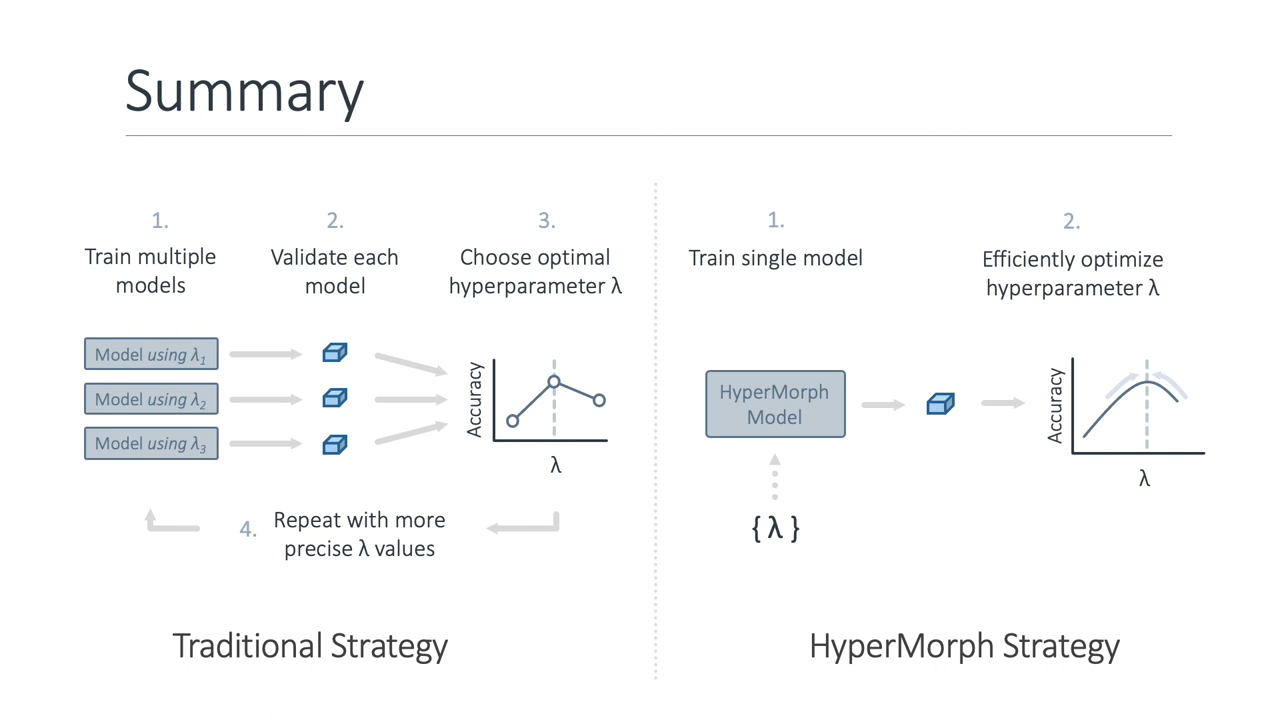 Summary
1.
Train multiple
models
2.
Validate each
model
3.
Choose optimal
hyperparameter λ
Model using λ1
Model using λ2
Model using λ3
Accuracy
λ
4.
Repeat with more
precise λ values
Traditional Strategy
1.
Train single model
2.
Efficiently optimize
hyperparameter λ
HyperMorph
Model
{ λ }
Accuracy
λ
HyperMorph Strategy